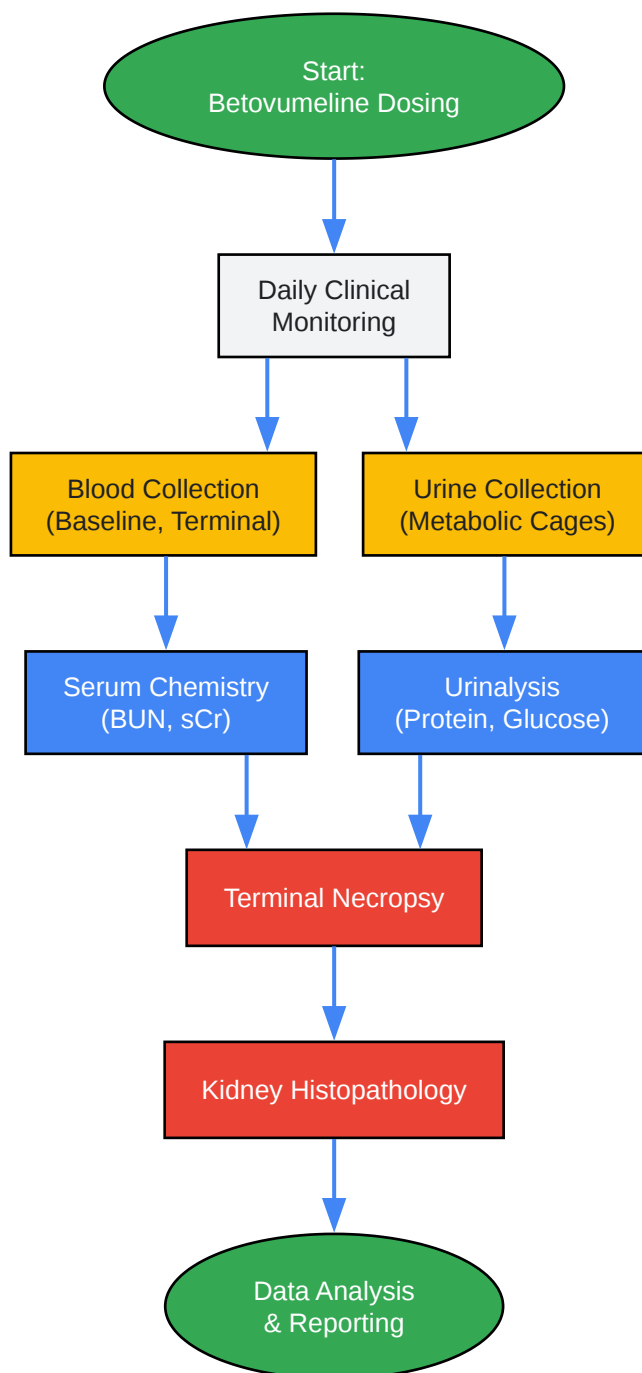 Start:
Betovumeline Dosing
Daily Clinical
Monitoring
Blood Collection
(Baseline, Terminal)
Urine Collection
(Metabolic Cages)
Serum Chemistry
(BUN, sCr)
Urinalysis
(Protein, Glucose)
Terminal Necropsy
Kidney Histopathology
Data Analysis
& Reporting